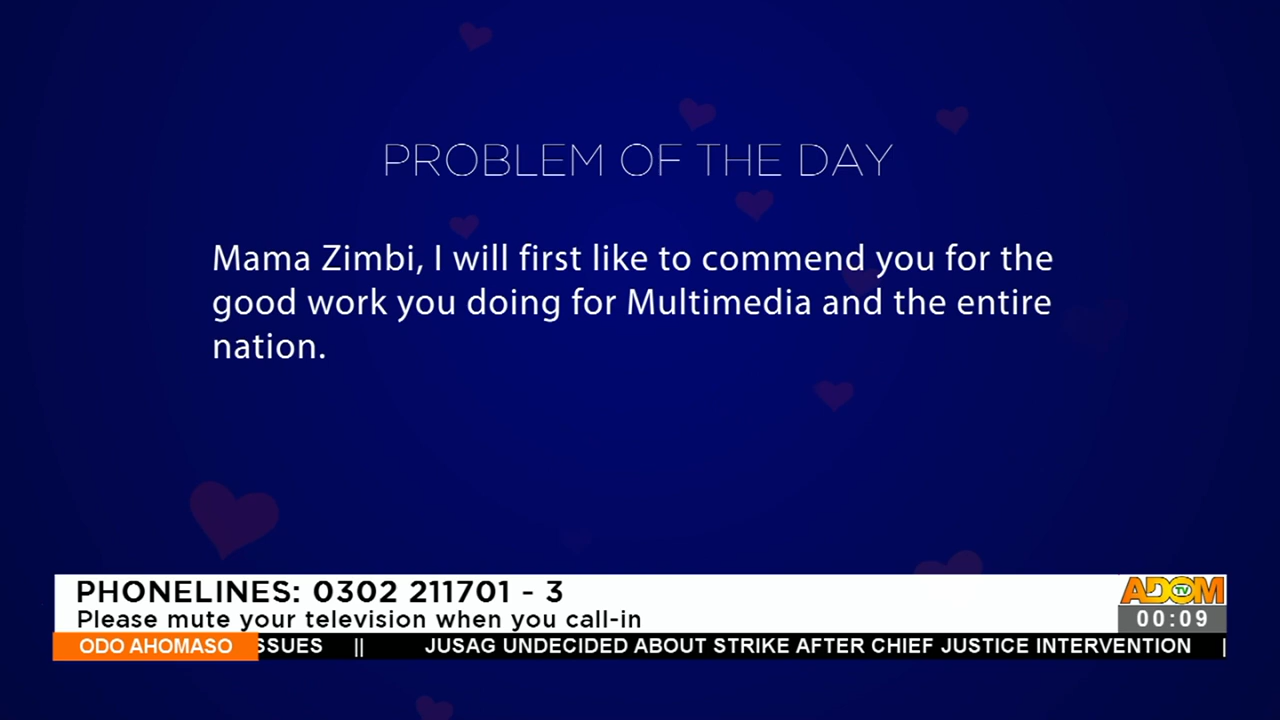 PROBLEM OF THE DAY
Mama Zimbi, I will first like to commend you for the
good work you doing for Multimedia and the entire
nation.
PHONELINES: 0302 211701 - 3
Please mute your television when you call-in
ADOM TV
00:09
ODO AHOMASO SSUES || JUSAG UNDECIDED ABOUT STRIKE AFTER CHIEF JUSTICE INTERVENTION |